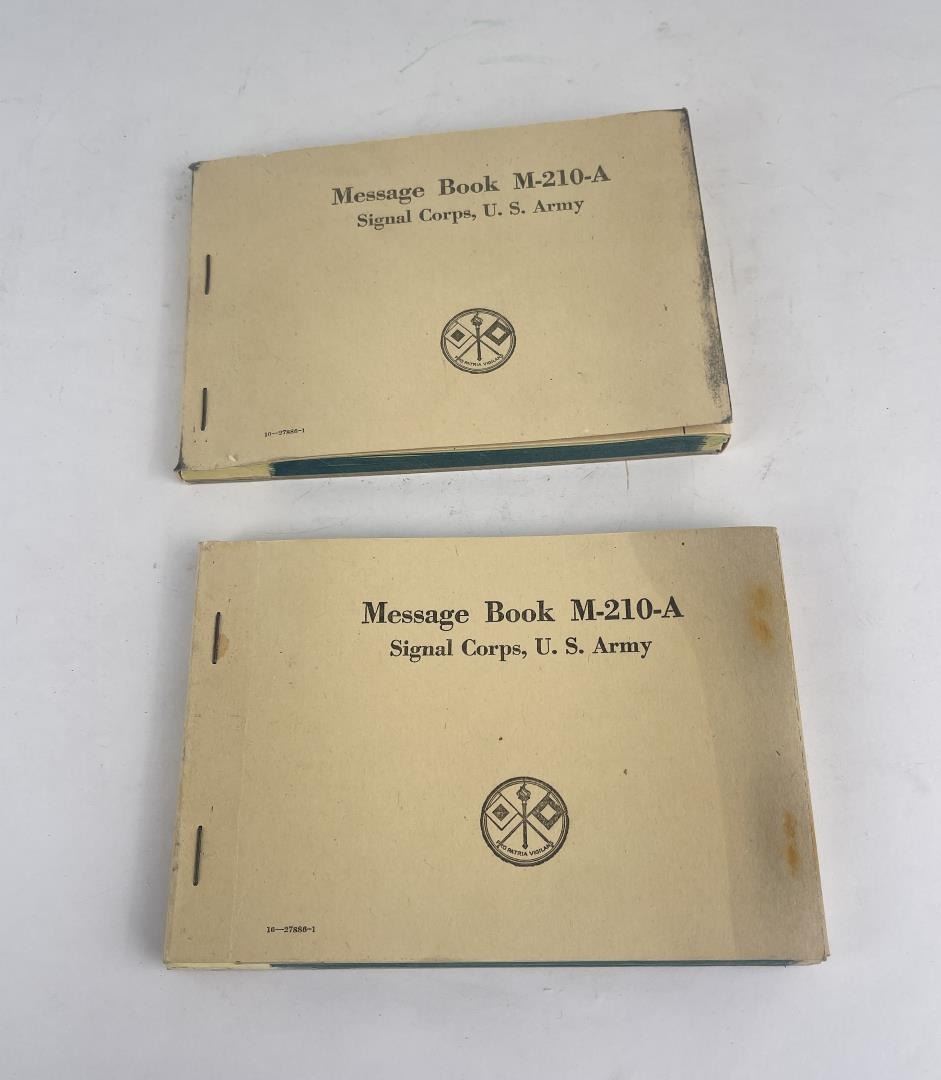 Message Book M-210-A
Signal Corps, U. S. Army
PRO PATRIA VIGILANS
16—27886-1
Message Book M-210-A
Signal Corps, U. S. Army
PRO PATRIA VIGILANS
16—27886-1